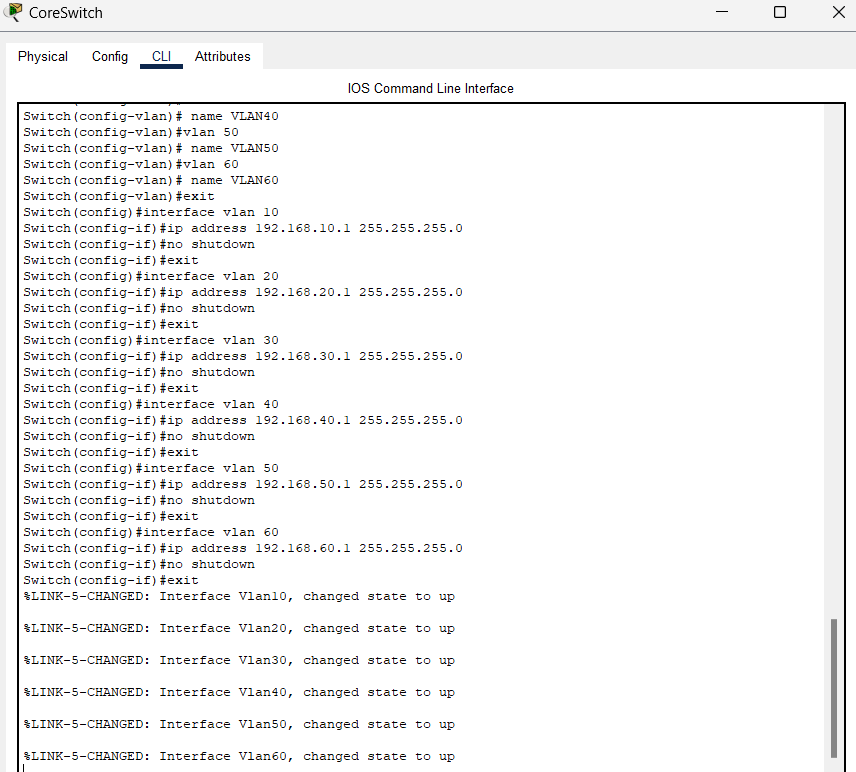 CoreSwitch
Physical Config CLI Attributes
IOS Command Line Interface
Switch(config-vlan)# name VLAN40
Switch(config-vlan)#vlan 50
Switch(config-vlan)# name VLAN50
Switch(config-vlan)#vlan 60
Switch(config-vlan)# name VLAN60
Switch(config-vlan)#exit
Switch(config)#interface vlan 10
Switch(config-if)#ip address 192.168.10.1 255.255.255.0
Switch(config-if)#no shutdown
Switch(config-if)#exit
Switch(config)#interface vlan 20
Switch(config-if)#ip address 192.168.20.1 255.255.255.0
Switch(config-if)#no shutdown
Switch(config-if)#exit
Switch(config)#interface vlan 30
Switch(config-if)#ip address 192.168.30.1 255.255.255.0
Switch(config-if)#no shutdown
Switch(config-if)#exit
Switch(config)#interface vlan 40
Switch(config-if)#ip address 192.168.40.1 255.255.255.0
Switch(config-if)#no shutdown
Switch(config-if)#exit
Switch(config)#interface vlan 50
Switch(config-if)#ip address 192.168.50.1 255.255.255.0
Switch(config-if)#no shutdown
Switch(config-if)#exit
Switch(config)#interface vlan 60
Switch(config-if)#ip address 192.168.60.1 255.255.255.0
Switch(config-if)#no shutdown
Switch(config-if)#exit
%LINK-5-CHANGED: Interface Vlan10, changed state to up
%LINK-5-CHANGED: Interface Vlan20, changed state to up
%LINK-5-CHANGED: Interface Vlan30, changed state to up
%LINK-5-CHANGED: Interface Vlan40, changed state to up
%LINK-5-CHANGED: Interface Vlan50, changed state to up
%LINK-5-CHANGED: Interface Vlan60, changed state to up